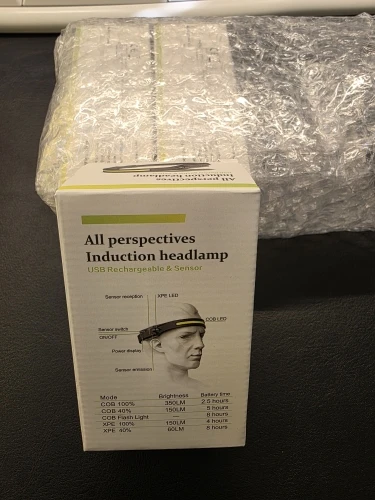 All perspectives
Induction headlamp
All perspectives
Induction headlamp
USB Rechargeable & Sensor
Sensor reception XPE LED
COB LED
Sensor switch
ON/OFF
Power display
Sensor emission
Mode Brightness Battery time
COB 100% 350LM 2.5 hours
COB 40% 150LM 5 hours
COB Flash Light — 6 hours
XPE 100% 150LM 4 hours
XPE 40% 60LM 6 hours